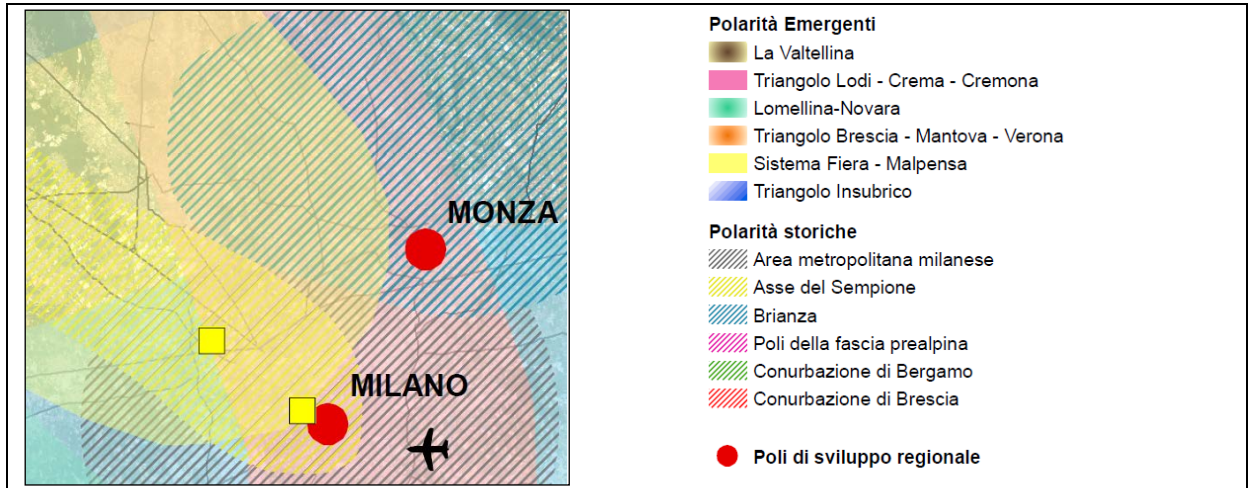 MONZA
MILANO
Polarità Emergenti
La Valtellina
Triangolo Lodi - Crema - Cremona
Lomellina-Novara
Triangolo Brescia - Mantova - Verona
Sistema Fiera - Malpensa
Triangolo Insubrico
Polarità storiche
Area metropolitana milanese
Asse del Sempione
Brianza
Poli della fascia prealpina
Conurbazione di Bergamo
Conurbazione di Brescia
Poli di sviluppo regionale